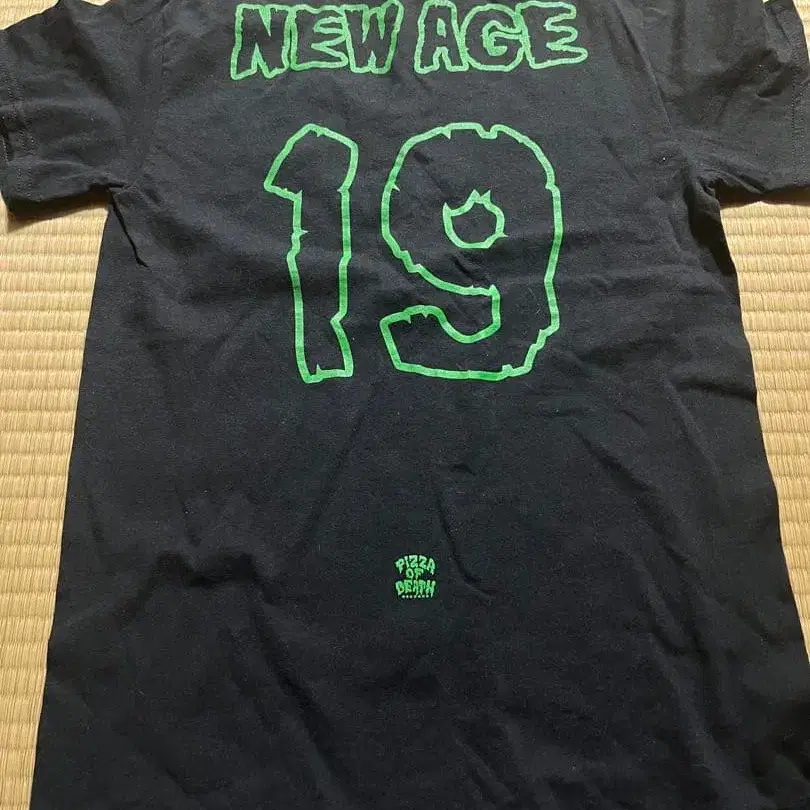 NEW AGE
19
PIZZA
OF
DEATH